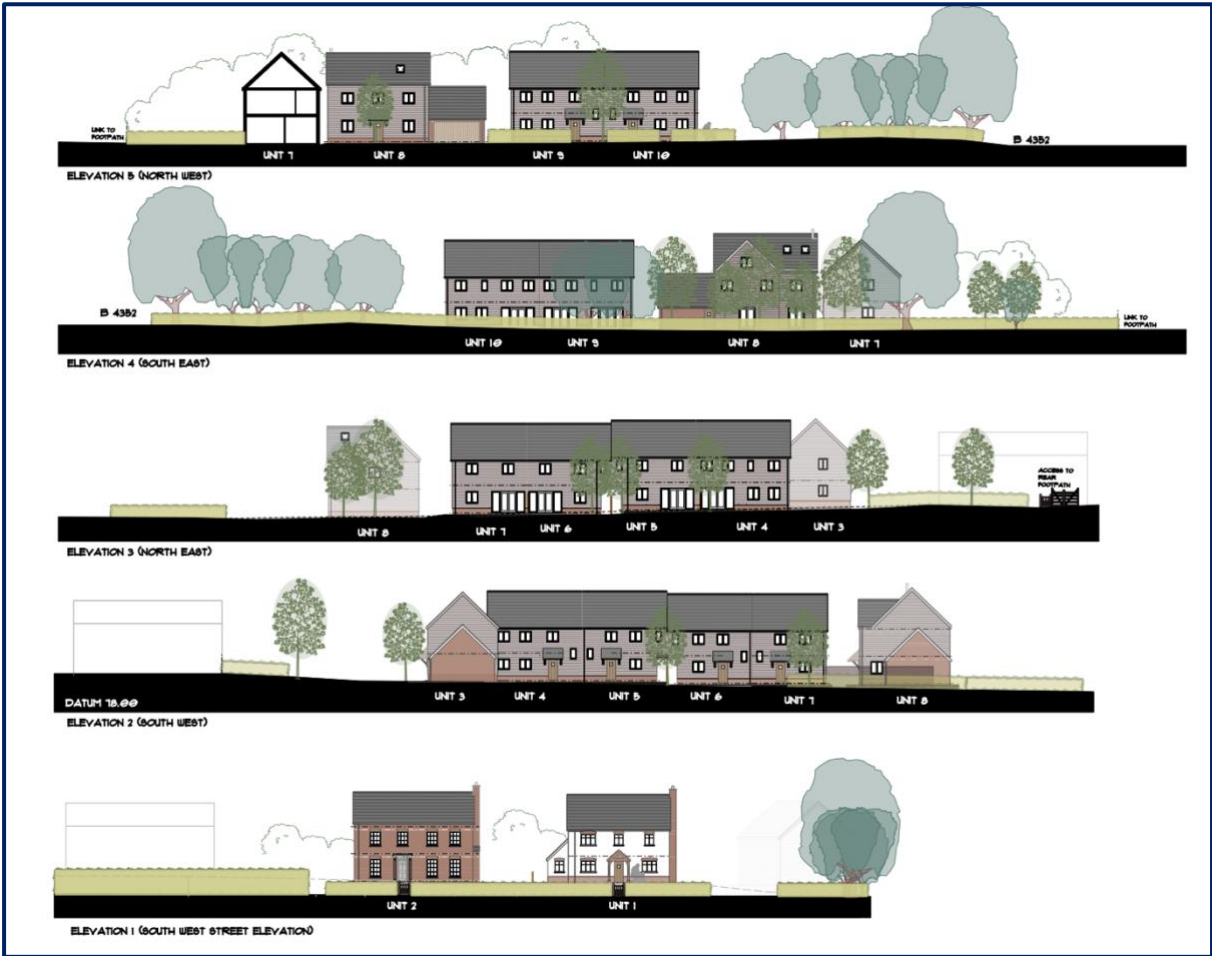 LINK TO
FOOTPATH
B 4352
UNIT 7
UNIT 8
UNIT 9
UNIT 10
ELEVATION 5 (NORTH WEST)
B 4352
LINK TO
FOOTPATH
UNIT 10
UNIT 9
UNIT 8
UNIT 7
ELEVATION 4 (SOUTH EAST)
ACCESS TO
REAR
FOOTPATH
UNIT 8
UNIT 7
UNIT 6
UNIT 5
UNIT 4
UNIT 3
ELEVATION 3 (NORTH EAST)
UNIT 3
UNIT 4
UNIT 5
UNIT 6
UNIT 7
UNIT 8
DATUM 78.00
ELEVATION 2 (SOUTH WEST)
UNIT 2
UNIT 1
ELEVATION 1 (SOUTH WEST STREET ELEVATION)